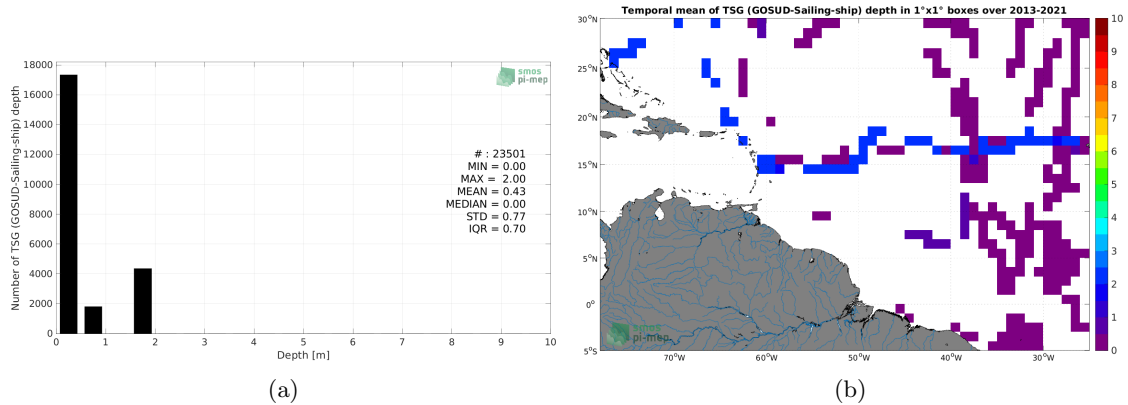 18000
16000
14000
12000
10000
8000
6000
4000
2000
0
Number of TSG (GOSUD-Sailing-ship) depth
0 1 2 3 4 5 6 7 8 9 10
Depth [m]
smos
pi-mep
# : 23501
MIN = 0.00
MAX = 2.00
MEAN = 0.43
MEDIAN = 0.00
STD = 0.77
IQR = 0.70
(a)
Temporal mean of TSG (GOSUD-Sailing-ship) depth in 1°x1° boxes over 2013-2021
30°N
25°N
20°N
15°N
10°N
5°N
0°
5°S
70°W 60°W 50°W 40°W 30°W
smos
pi-mep
10
9
8
7
6
5
4
3
2
1
0
(b)